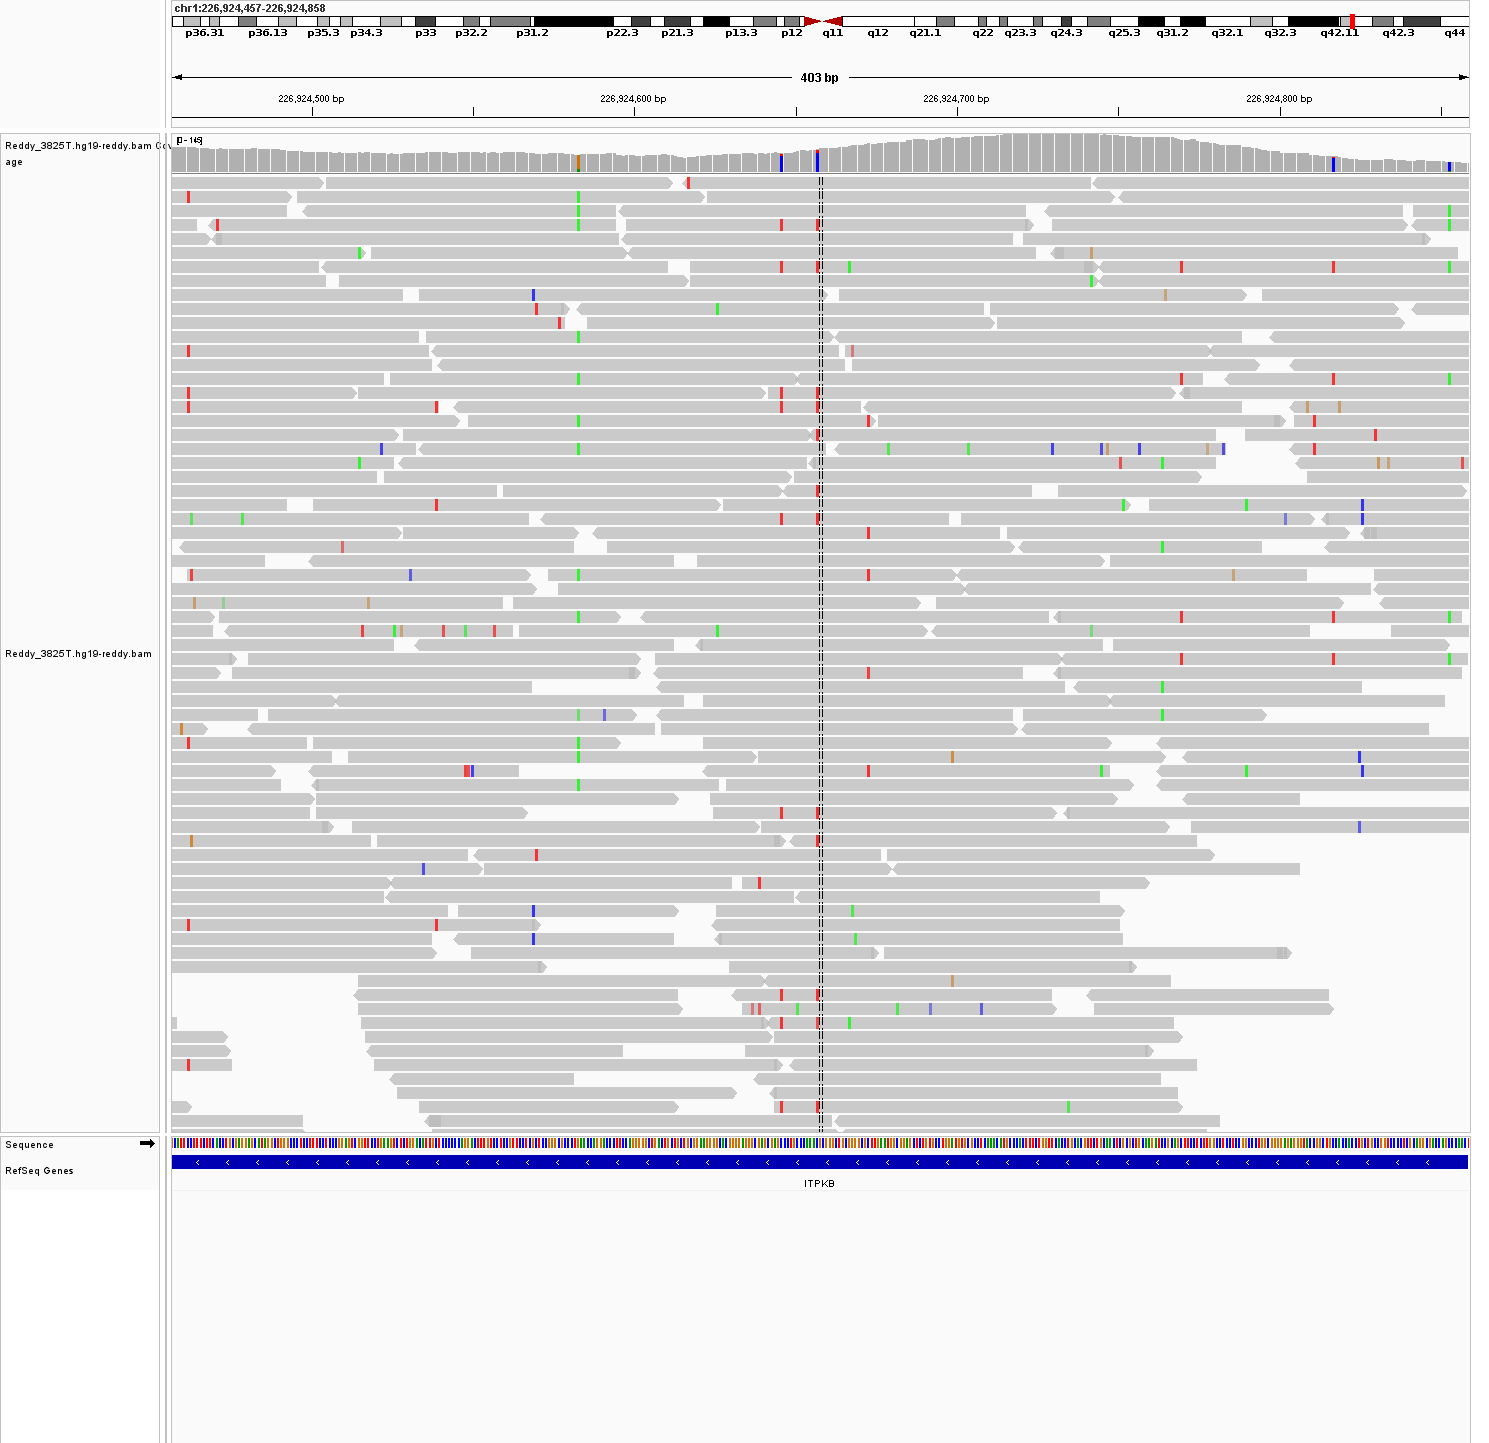 chr1:226,924,457-226,924,858
p36.31 p36.13 p35.3 p34.3 p33 p32.2 p31.2 p22.3 p21.3 p13.3 p12 q11 q12 q21.1 q22 q23.3 q24.3 q25.3 q31.2 q32.1 q32.3 q42.11 q42.3 q44
403 bp
226,924,500 bp 226,924,600 bp 226,924,700 bp 226,924,800 bp
[0 - 145]
Reddy_3825T.hg19-reddy.bam Cov
age
Reddy_3825T.hg19-reddy.bam
Sequence
RefSeq Genes
ITPKB